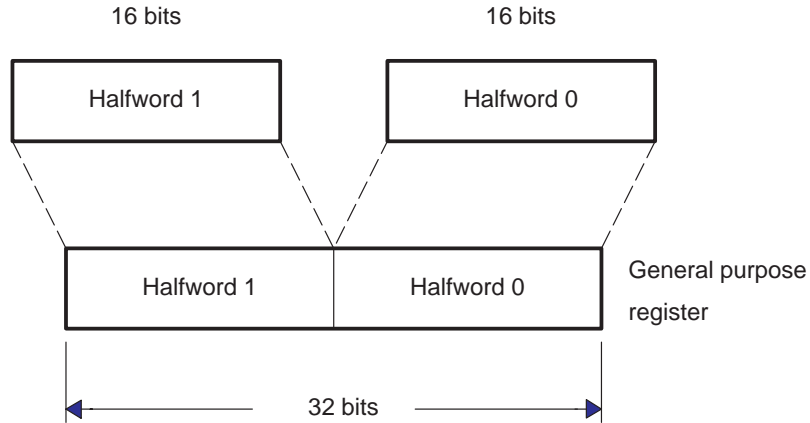 16 bits
16 bits
Halfword 1
Halfword 0
Halfword 1
Halfword 0
General purpose
register
32 bits